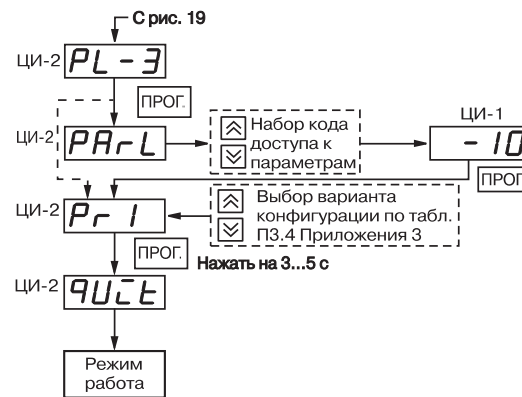 С рис. 19
ЦИ-2 PL-3
ПРОГ.
ЦИ-2 PArL
Набор кода
доступа к
параметрам
ЦИ-1
-10
ПРОГ
ЦИ-2 Pr 1
Выбор варианта
конфигурации по табл.
П3.4 Приложения 3
ПРОГ.
Нажать на 3...5 с
ЦИ-2 qUit
Режим
работа